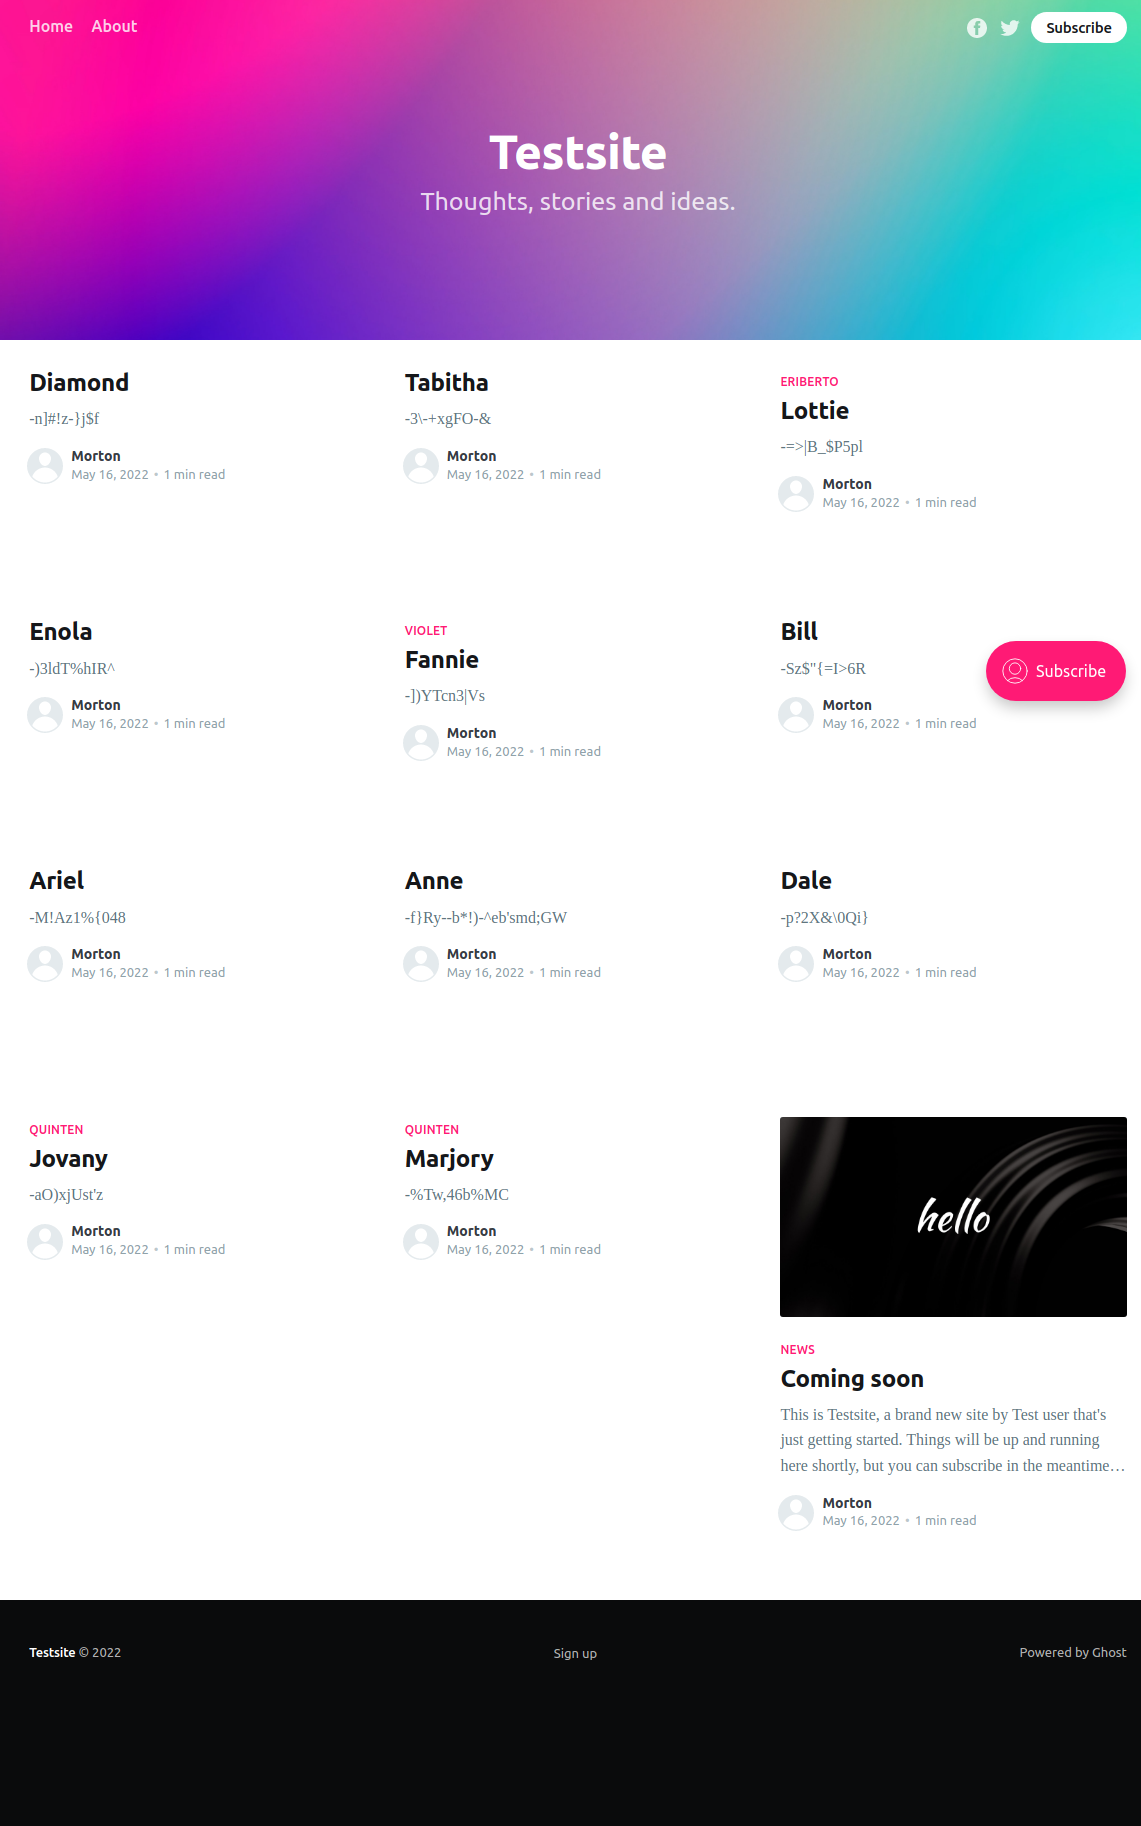 Home About
Subscribe
Testsite
Thoughts, stories and ideas.
Diamond
-n]#!z-}j$f
Morton
May 16, 2022 • 1 min read
Tabitha
-3\-+xgFO-&
Morton
May 16, 2022 • 1 min read
ERIBERTO
Lottie
-=>|B_$P5pl
Morton
May 16, 2022 • 1 min read
Enola
-)3ldT%hIR^
Morton
May 16, 2022 • 1 min read
VIOLET
Fannie
-])YTcn3|Vs
Morton
May 16, 2022 • 1 min read
Bill
-Sz$"{=I>6R
Morton
May 16, 2022 • 1 min read
Subscribe
Ariel
-M!Az1%{048
Morton
May 16, 2022 • 1 min read
Anne
-f}Ry--b*!)-^eb'smd;GW
Morton
May 16, 2022 • 1 min read
Dale
-p?2X&\0Qi}
Morton
May 16, 2022 • 1 min read
QUINTEN
Jovany
-aO)xjUst'z
Morton
May 16, 2022 • 1 min read
QUINTEN
Marjory
-%Tw,46b%MC
Morton
May 16, 2022 • 1 min read
hello
NEWS
Coming soon
This is Testsite, a brand new site by Test user that's
just getting started. Things will be up and running
here shortly, but you can subscribe in the meantime…
Morton
May 16, 2022 • 1 min read
Testsite © 2022
Sign up
Powered by Ghost